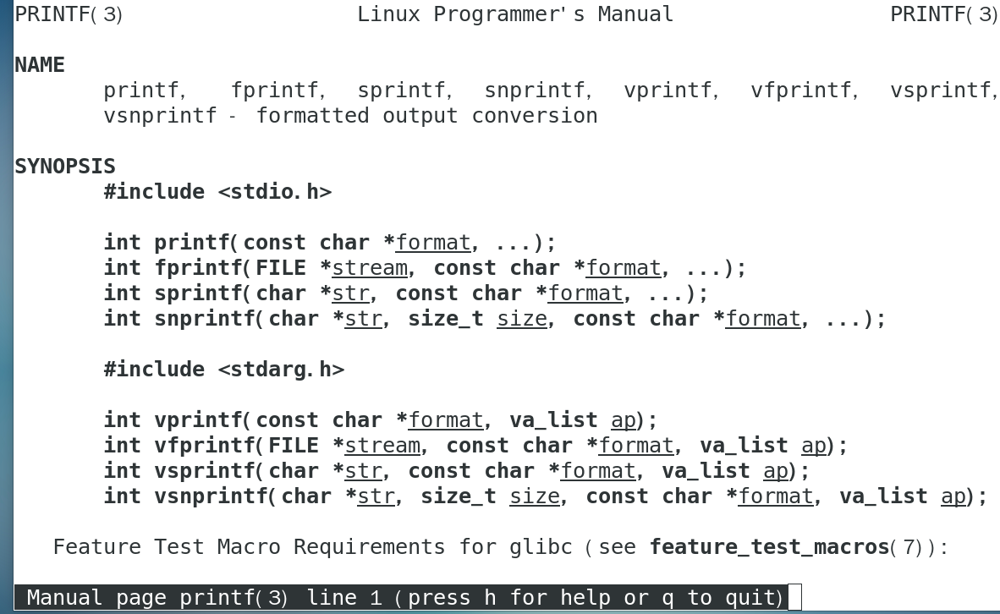 PRINTF(3) Linux Programmer's Manual PRINTF(3)
NAME
printf, fprintf, sprintf, snprintf, vprintf, vfprintf, vsprintf,
vsnprintf - formatted output conversion
SYNOPSIS
#include <stdio.h>
int printf(const char *format, ...);
int fprintf(FILE *stream, const char *format, ...);
int sprintf(char *str, const char *format, ...);
int snprintf(char *str, size_t size, const char *format, ...);
#include <stdarg.h>
int vprintf(const char *format, va_list ap);
int vfprintf(FILE *stream, const char *format, va_list ap);
int vsprintf(char *str, const char *format, va_list ap);
int vsnprintf(char *str, size_t size, const char *format, va_list ap);
Feature Test Macro Requirements for glibc (see feature_test_macros(7)):
Manual page printf(3) line 1 (press h for help or q to quit)